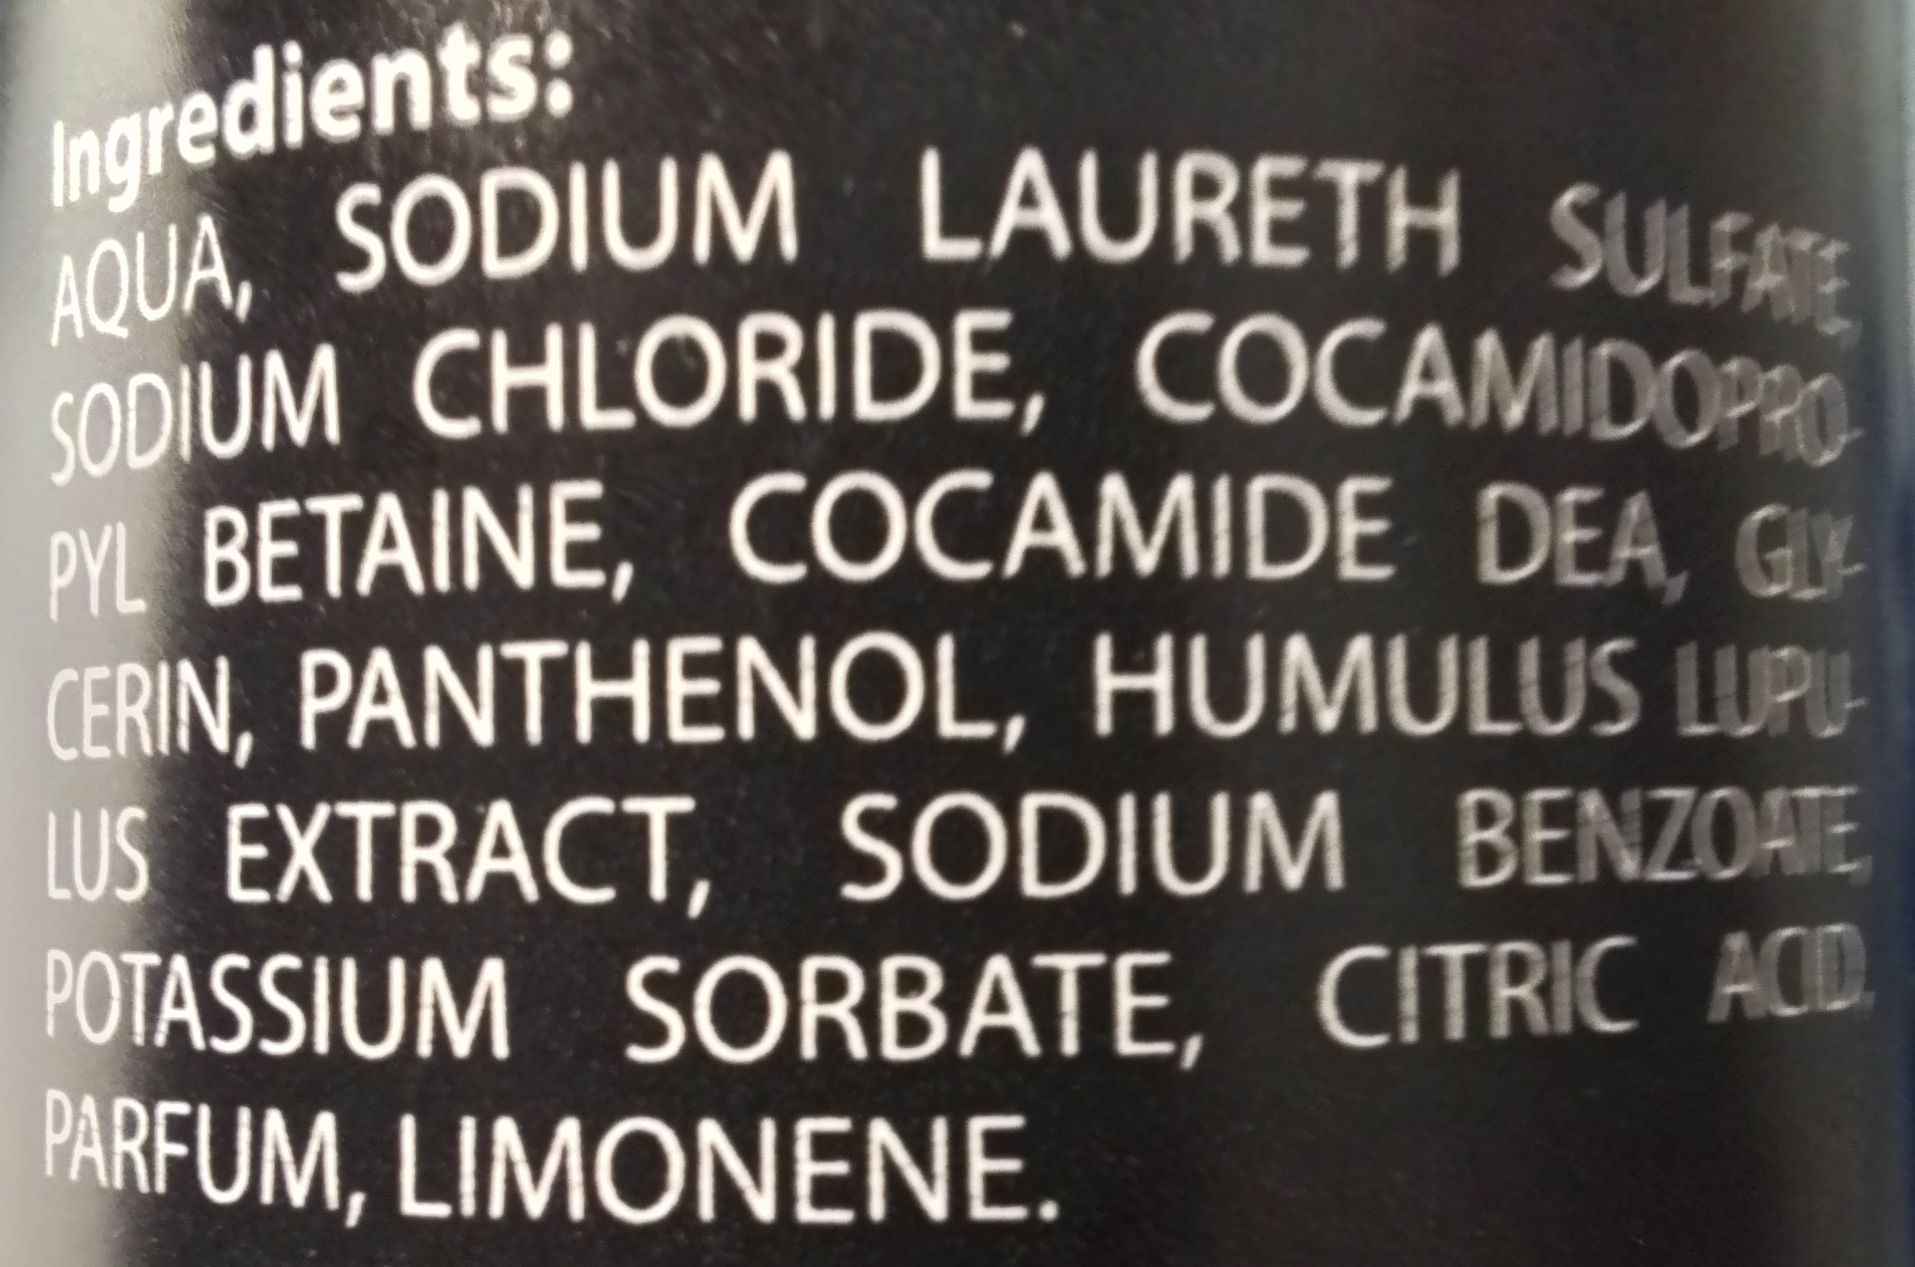 Ingredients:
AQUA, SODIUM LAURETH SULFATE,
SODIUM CHLORIDE, COCAMIDOPRO-
PYL BETAINE, COCAMIDE DEA, GLY-
CERIN, PANTHENOL, HUMULUS LUPU-
LUS EXTRACT, SODIUM BENZOATE,
POTASSIUM SORBATE, CITRIC ACID,
PARFUM, LIMONENE.